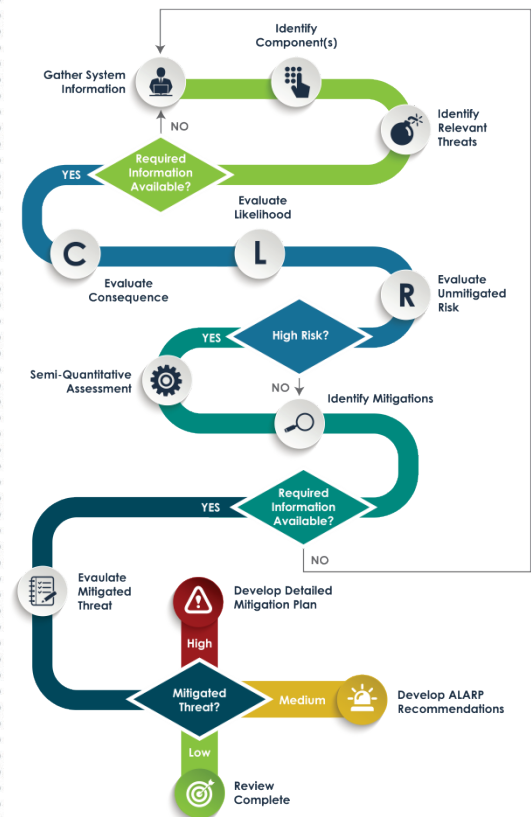 Identify
Component(s)
Gather System
Information
Identify
Relevant
Threats
NO
Required
Information
Available?
YES
Evaluate
Likelihood
C
L
R
Evaluate
Consequence
Evaluate
Unmitigated
Risk
High Risk?
YES
Semi-Quantitative
Assessment
NO
Identify Mitigations
Required
Information
Available?
YES
NO
Evaulate
Mitigated
Threat
Develop Detailed
Mitigation Plan
High
Mitigated
Threat?
Medium
Develop ALARP
Recommendations
Low
Review
Complete